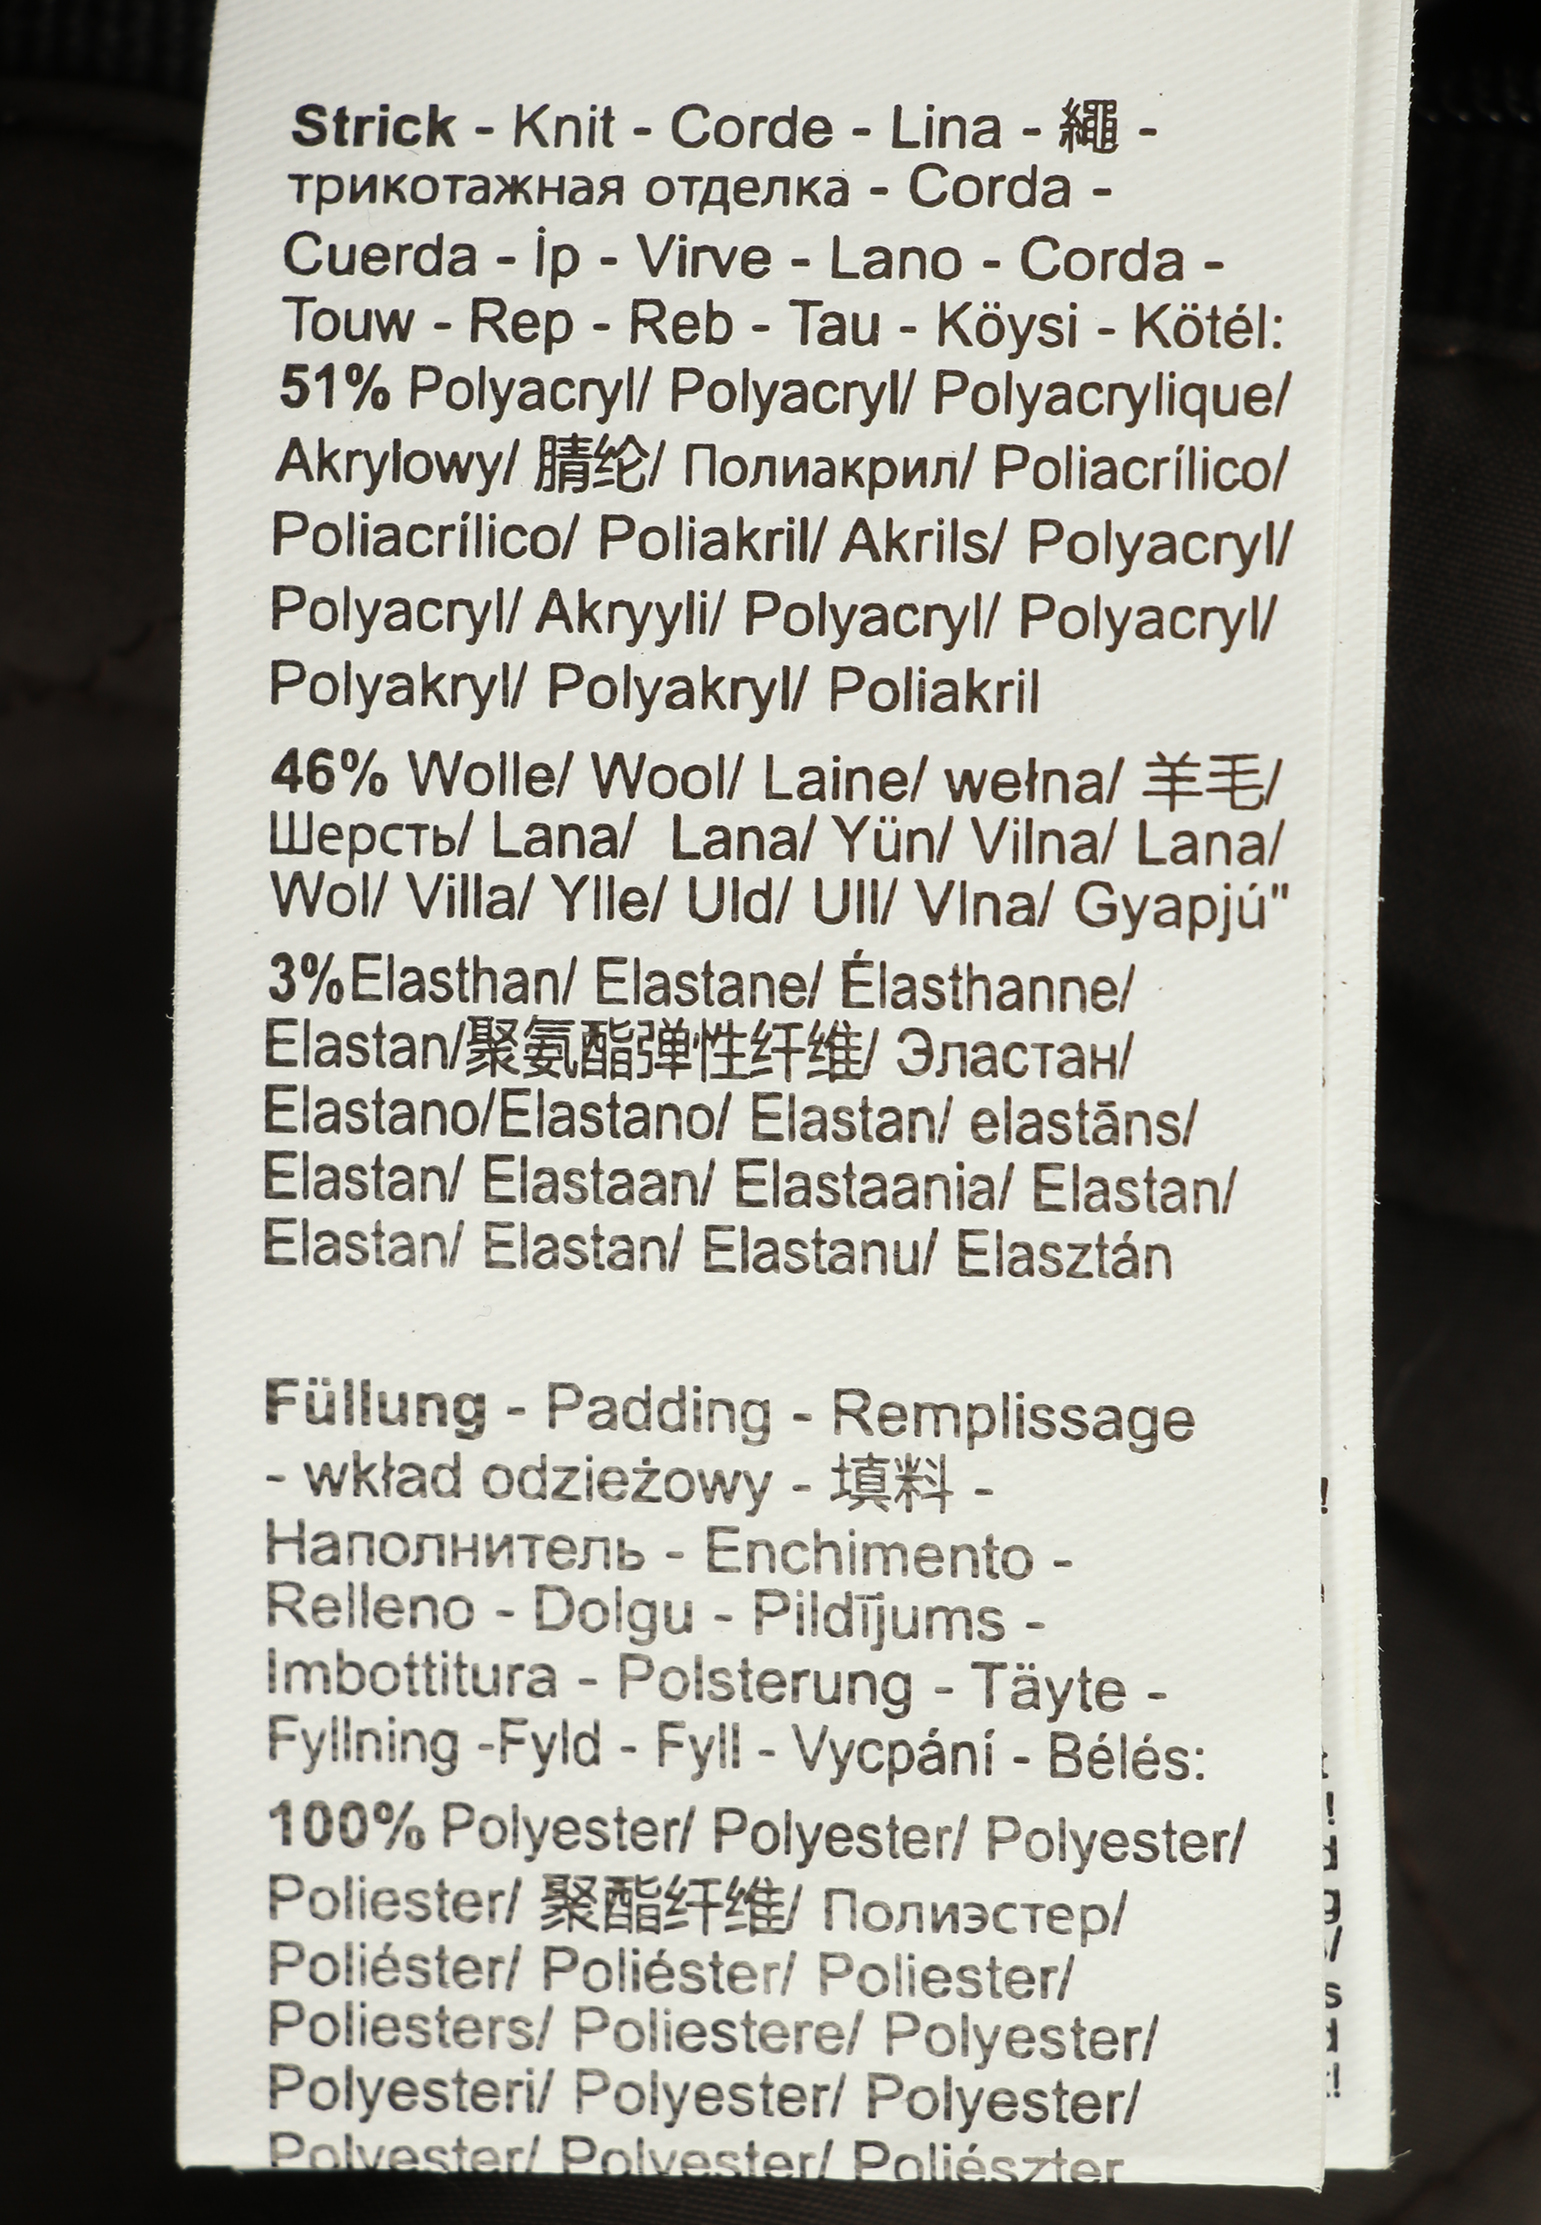 Strick - Knit - Corde - Lina - 繩 -
трикотажная отделка - Corda -
Cuerda - İp - Virve - Lano - Corda -
Touw - Rep - Reb - Tau - Köysi - Kötél:
51% Polyacryl/ Polyacryl/ Polyacrylique/
Akrylowy/ 腈纶/ Полиакрил/ Poliacrílico/
Poliacrílico/ Poliakril/ Akrils/ Polyacryl/
Polyacryl/ Akryyli/ Polyacryl/ Polyacryl/
Polyakryl/ Polyakryl/ Poliakril
46% Wolle/ Wool/ Laine/ wełna/ 羊毛/
Шерсть/ Lana/ Lana/ Yün/ Vilna/ Lana/
Wol/ Villa/ Ylle/ Uld/ Ull/ Vlna/ Gyapjú"
3%Elasthan/ Elastane/ Élasthanne/
Elastan/聚氨酯弹性纤维/ Эластан/
Elastano/Elastano/ Elastan/ elastāns/
Elastan/ Elastaan/ Elastaania/ Elastan/
Elastan/ Elastan/ Elastanu/ Elasztán
Füllung - Padding - Remplissage
- wkład odzieżowy - 填料 -
Наполнитель - Enchimento -
Relleno - Dolgu - Pildījums -
Imbottitura - Polsterung - Täyte -
Fyllning -Fyld - Fyll - Vycpání - Bélés:
100% Polyester/ Polyester/ Polyester/
Poliester/ 聚酯纤维/ Полиэстер/
Poliéster/ Poliéster/ Poliester/
Poliesters/ Poliestere/ Polyester/
Polyesteri/ Polyester/ Polyester/
Polyester/ Polyester/ Poliészter